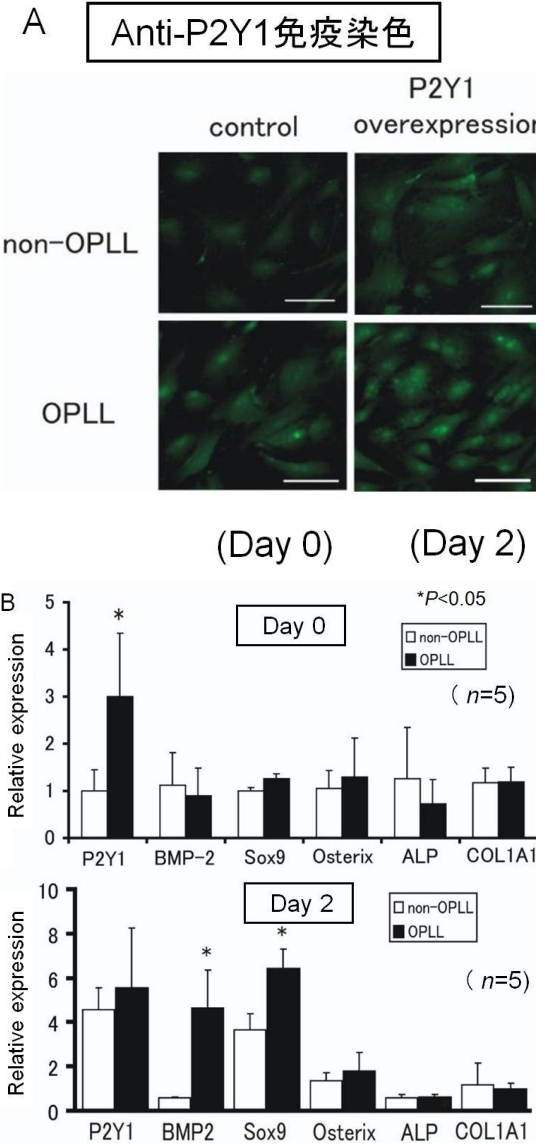 A
Anti-P2Y1免疫染色
control
P2Y1
overexpression
non-OPLL
OPLL
(Day 0) (Day 2)
B
Day 0
*P<0.05
non-OPLL
OPLL
( n=5)
*
Relative expression
5
4
3
2
1
0
P2Y1 BMP-2 Sox9 Osterix ALP COL1A1
Day 2
non-OPLL
OPLL
( n=5)
* *
Relative expression
10
8
6
4
2
0
P2Y1 BMP2 Sox9 Osterix ALP COL1A1